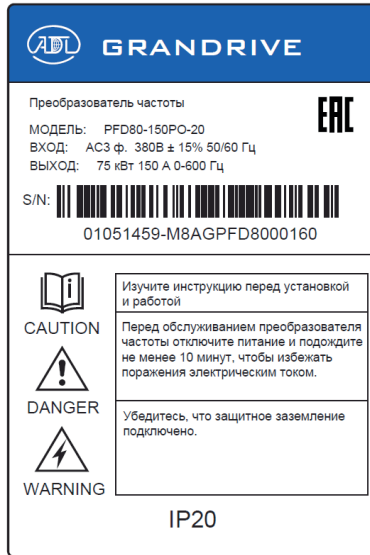 ADL GRANDRIVE
Преобразователь частоты
EAC
МОДЕЛЬ: PFD80-150PO-20
ВХОД: AC3 ф. 380В ± 15% 50/60 Гц
ВЫХОД: 75 кВт 150 А 0-600 Гц
S/N:
01051459-M8AGPFD8000160
Изучите инструкцию перед установкой
и работой
CAUTION
Перед обслуживанием преобразователя
частоты отключите питание и подождите
не менее 10 минут, чтобы избежать
поражения электрическим током.
DANGER
Убедитесь, что защитное заземление
подключено.
WARNING
IP20